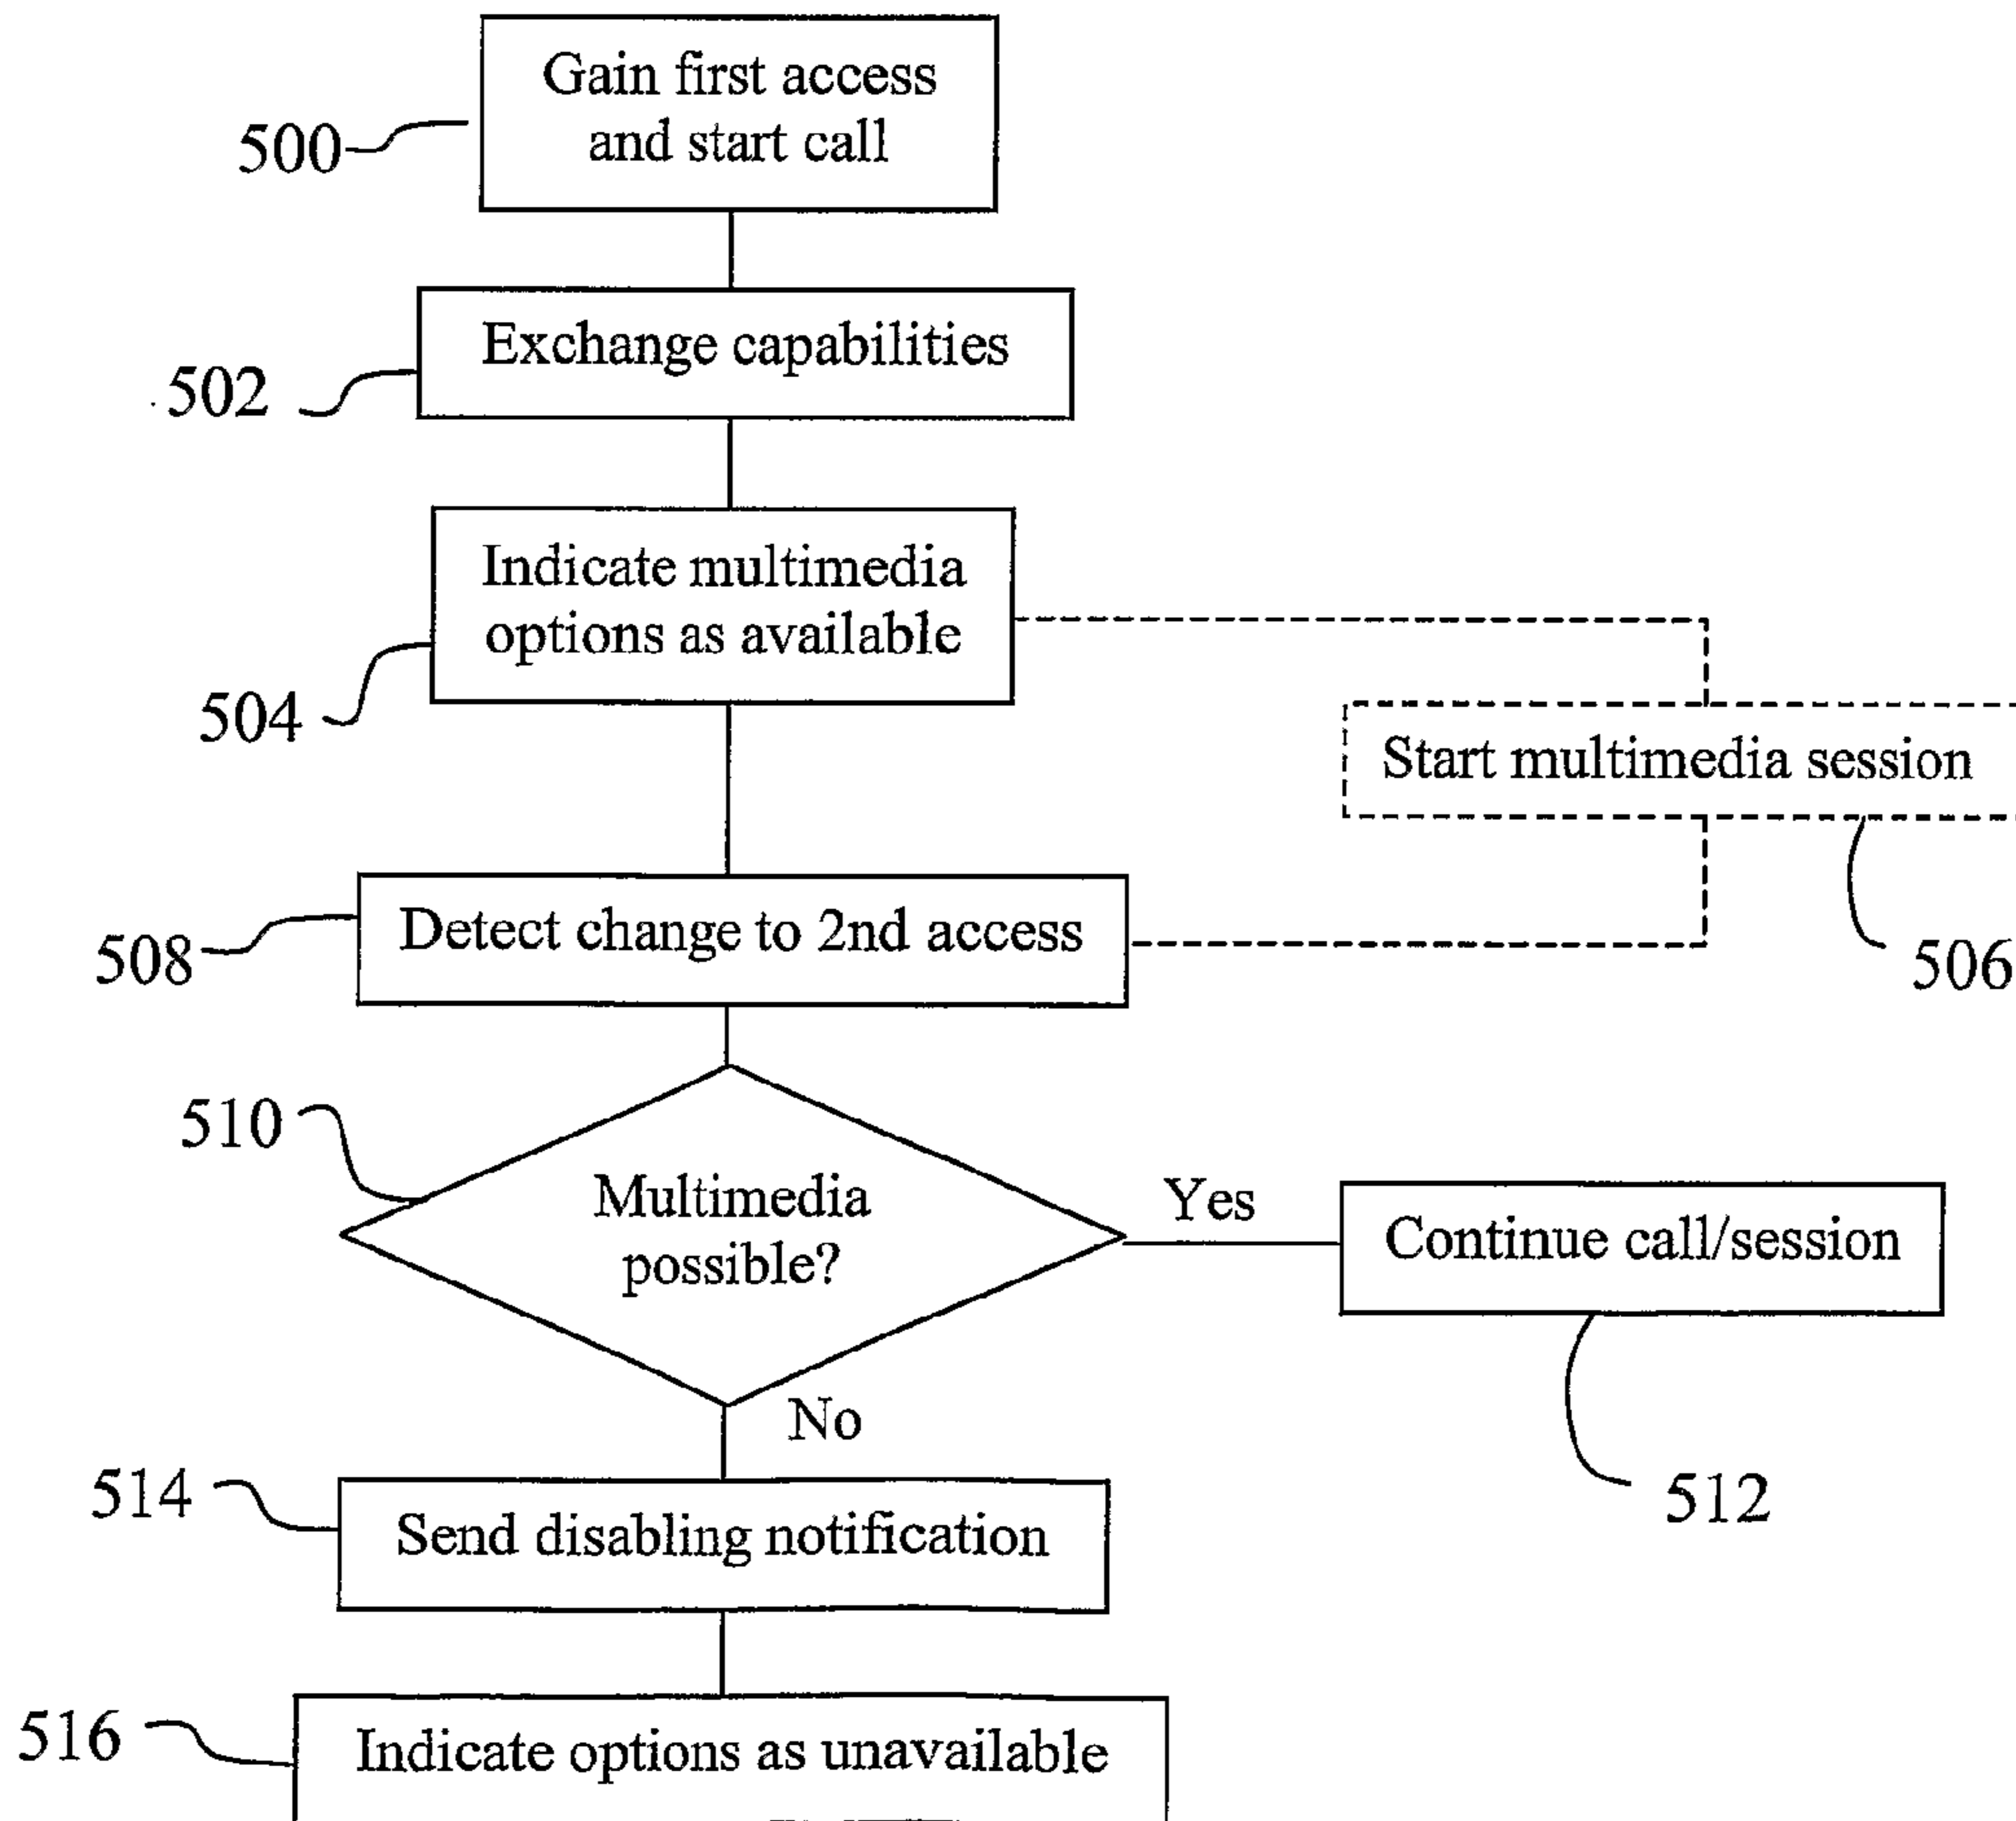 Gain first access
and start call
500
Exchange capabilities
502
Indicate multimedia
options as available
504
Start multimedia session
506
Detect change to 2nd access
508
510
Multimedia
possible?
Yes
Continue call/session
512
No
514
Send disabling notification
516
Indicate options as unavailable